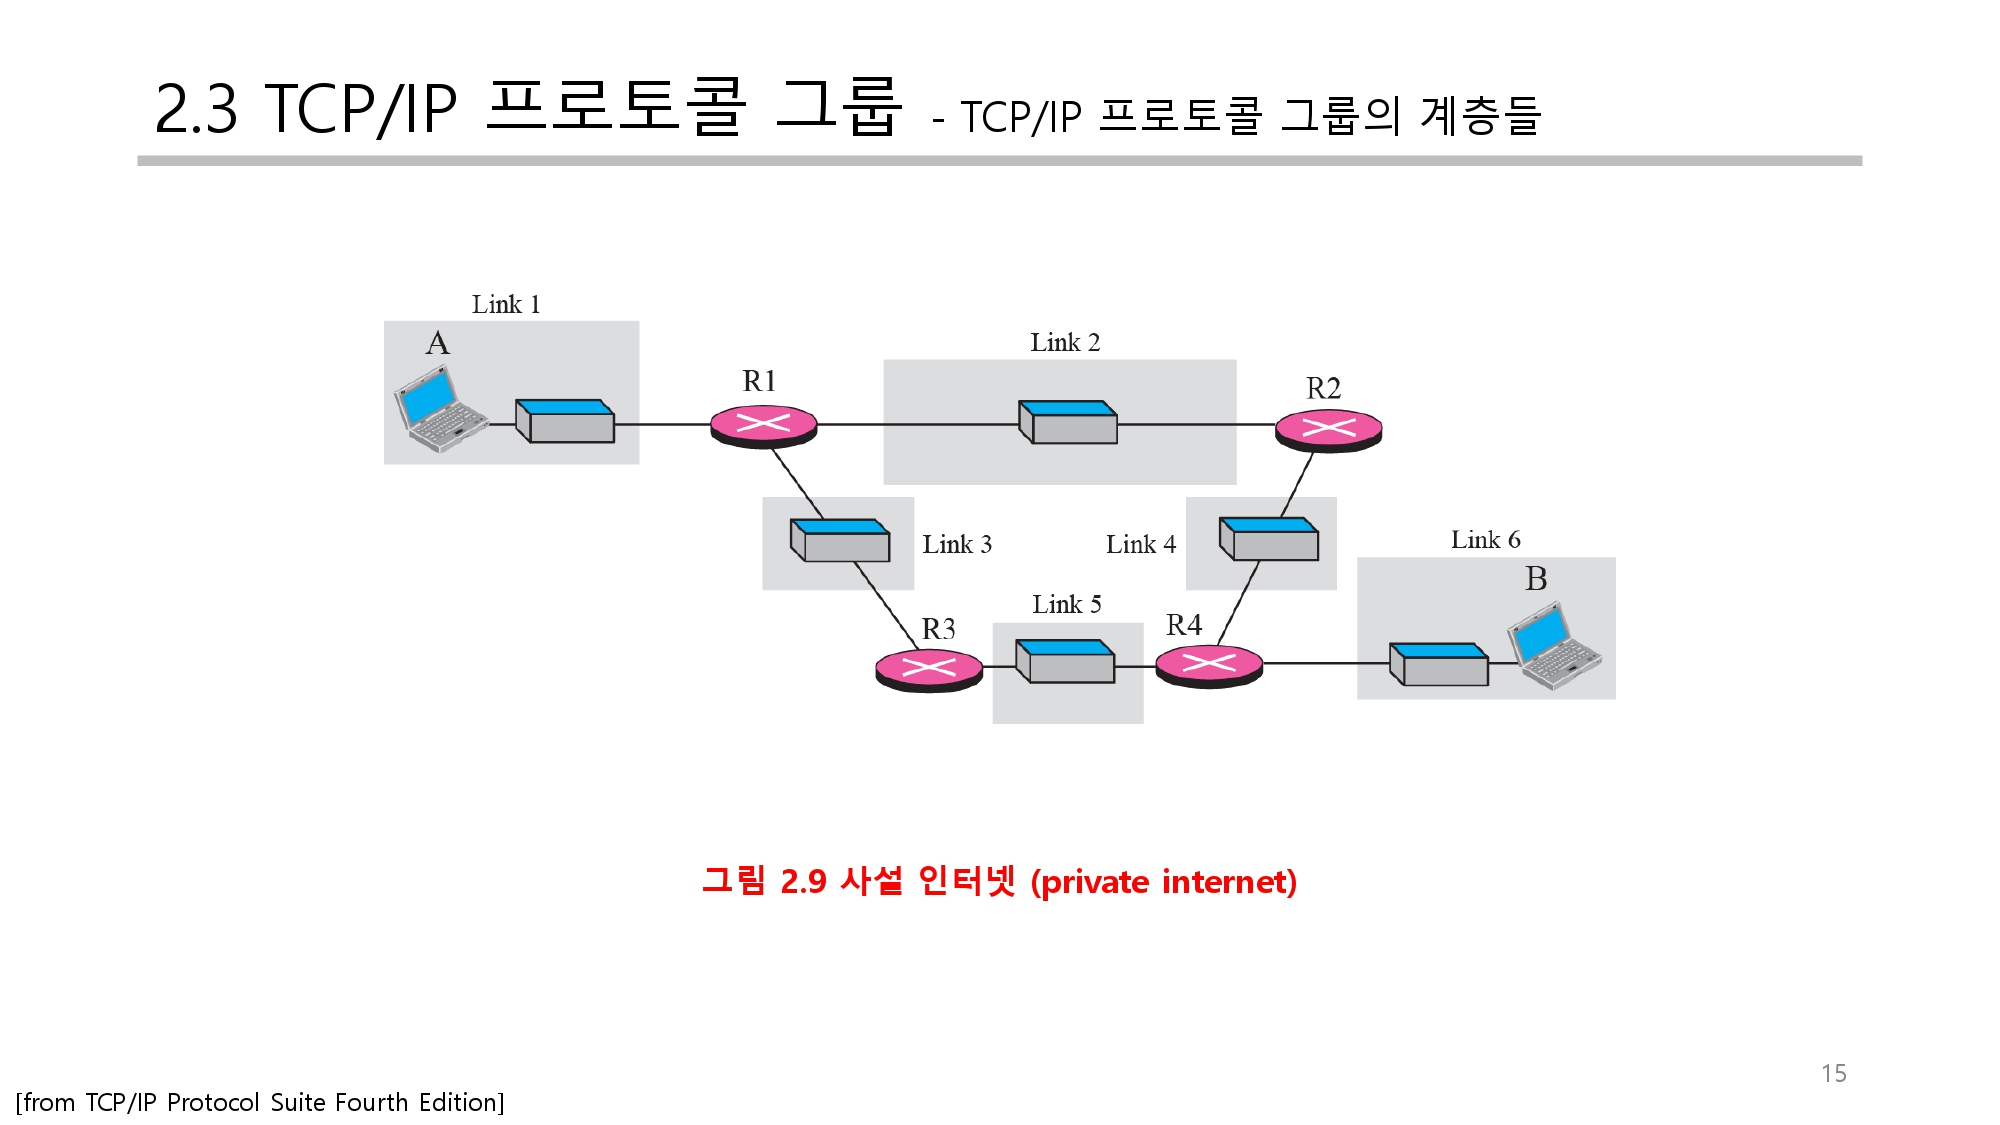 2.3 TCP/IP 프로토콜 그룹 - TCP/IP 프로토콜 그룹의 계층들
Link 1
A
Link 2
R1
R2
Link 3
Link 4
Link 6
B
Link 5
R3
R4
그림 2.9 사설 인터넷 (private internet)
15
[from TCP/IP Protocol Suite Fourth Edition]